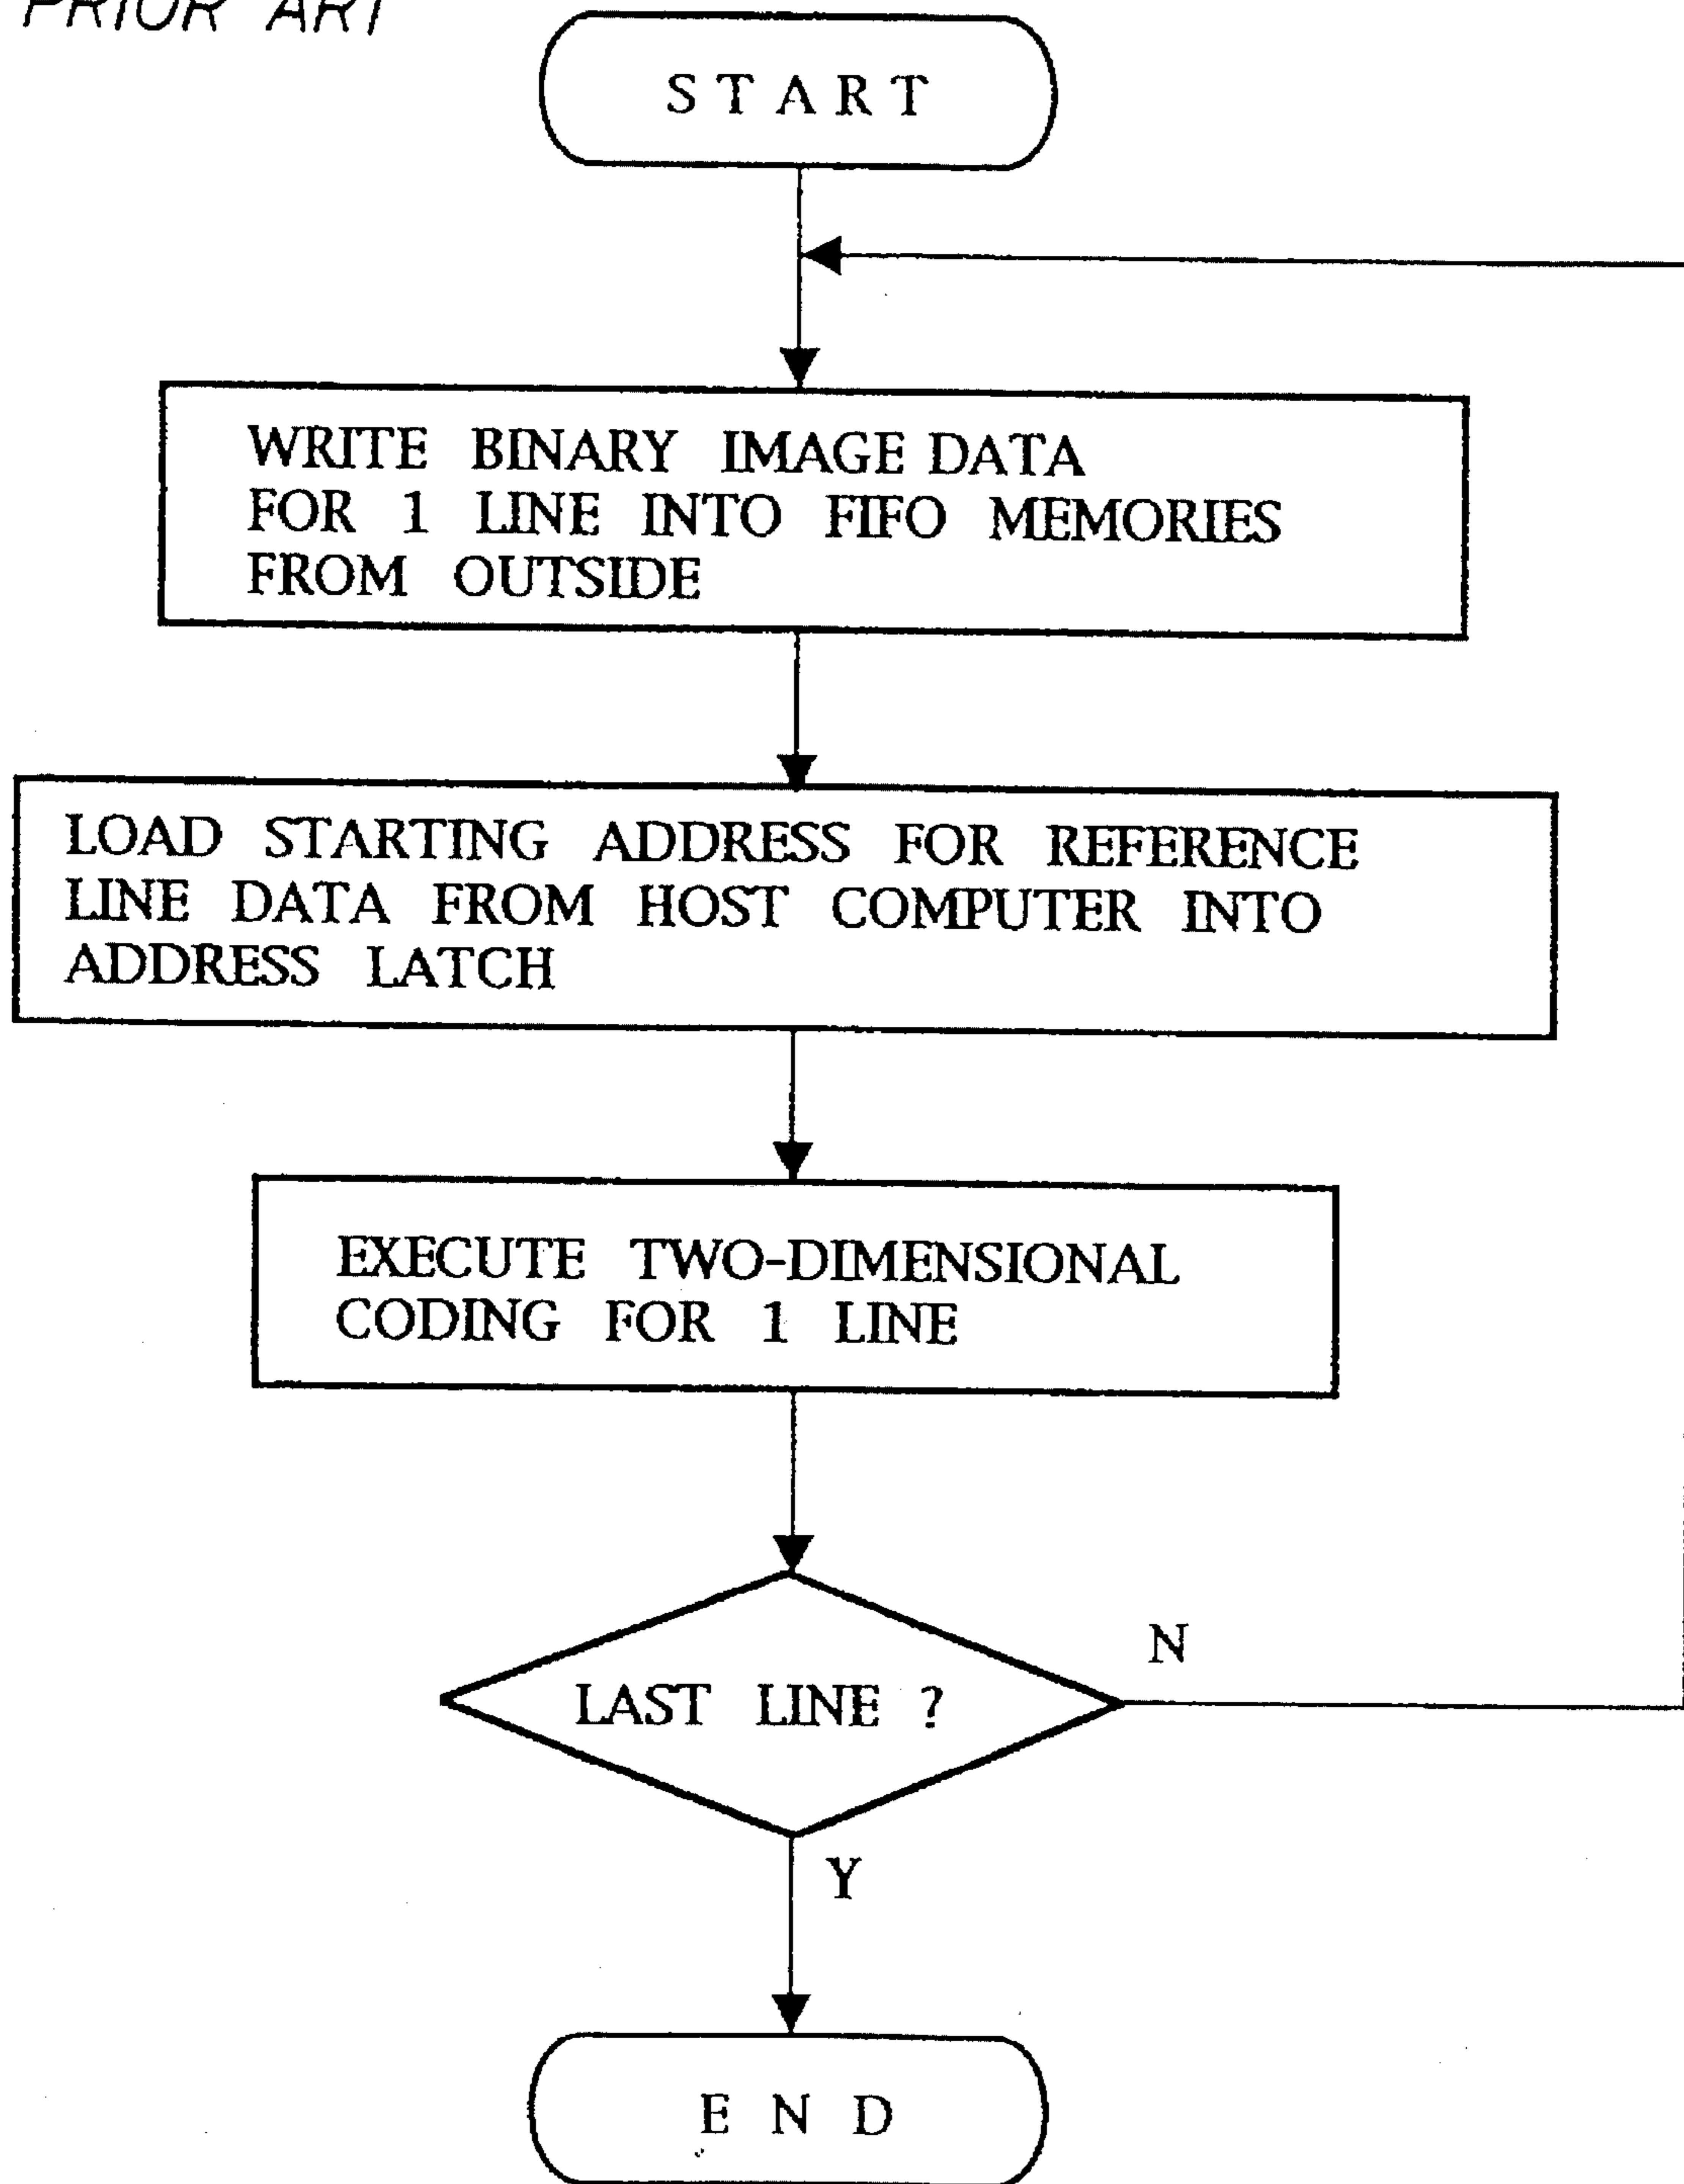 PRIOR ART
START
WRITE BINARY IMAGE DATA
FOR 1 LINE INTO FIFO MEMORIES
FROM OUTSIDE
LOAD STARTING ADDRESS FOR REFERENCE
LINE DATA FROM HOST COMPUTER INTO
ADDRESS LATCH
EXECUTE TWO-DIMENSIONAL
CODING FOR 1 LINE
N
LAST LINE ?
Y
END